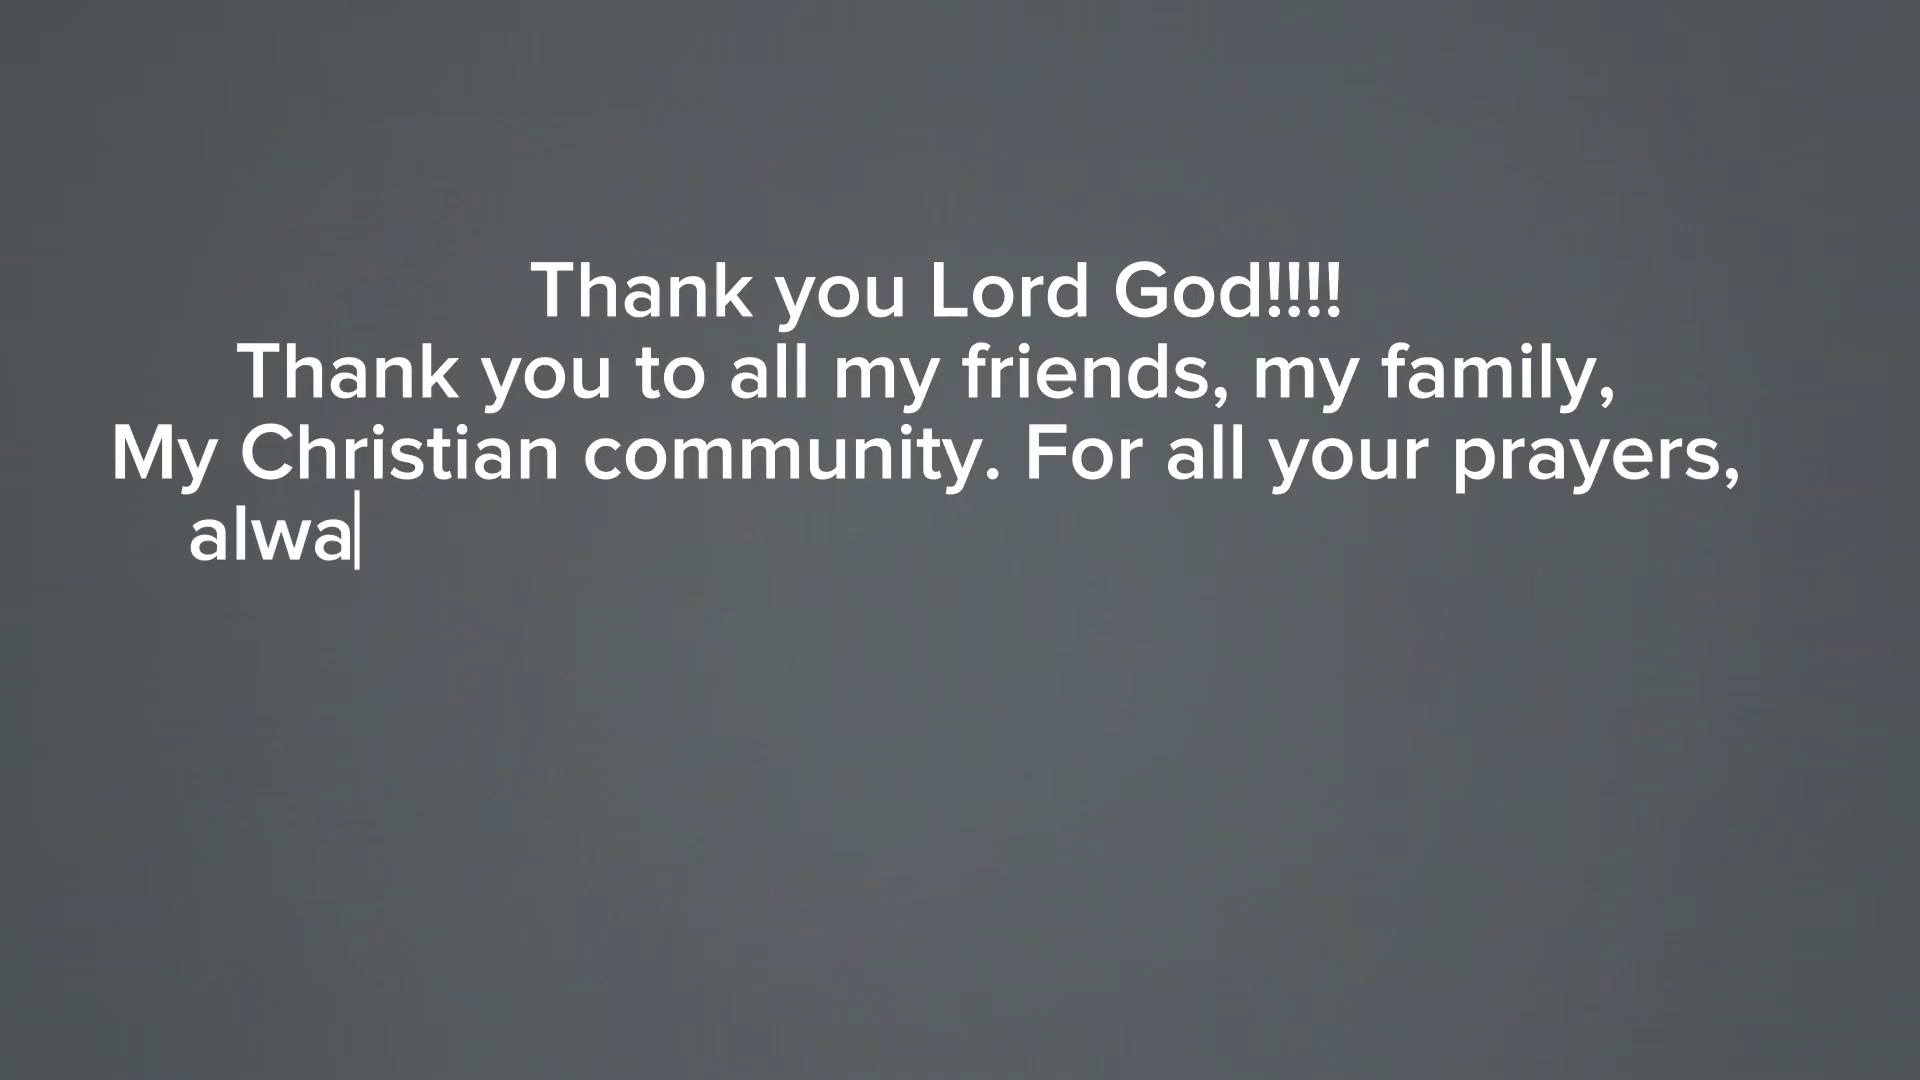 Thank you Lord God!!!!
Thank you to all my friends, my family,
My Christian community. For all your prayers,
alwa